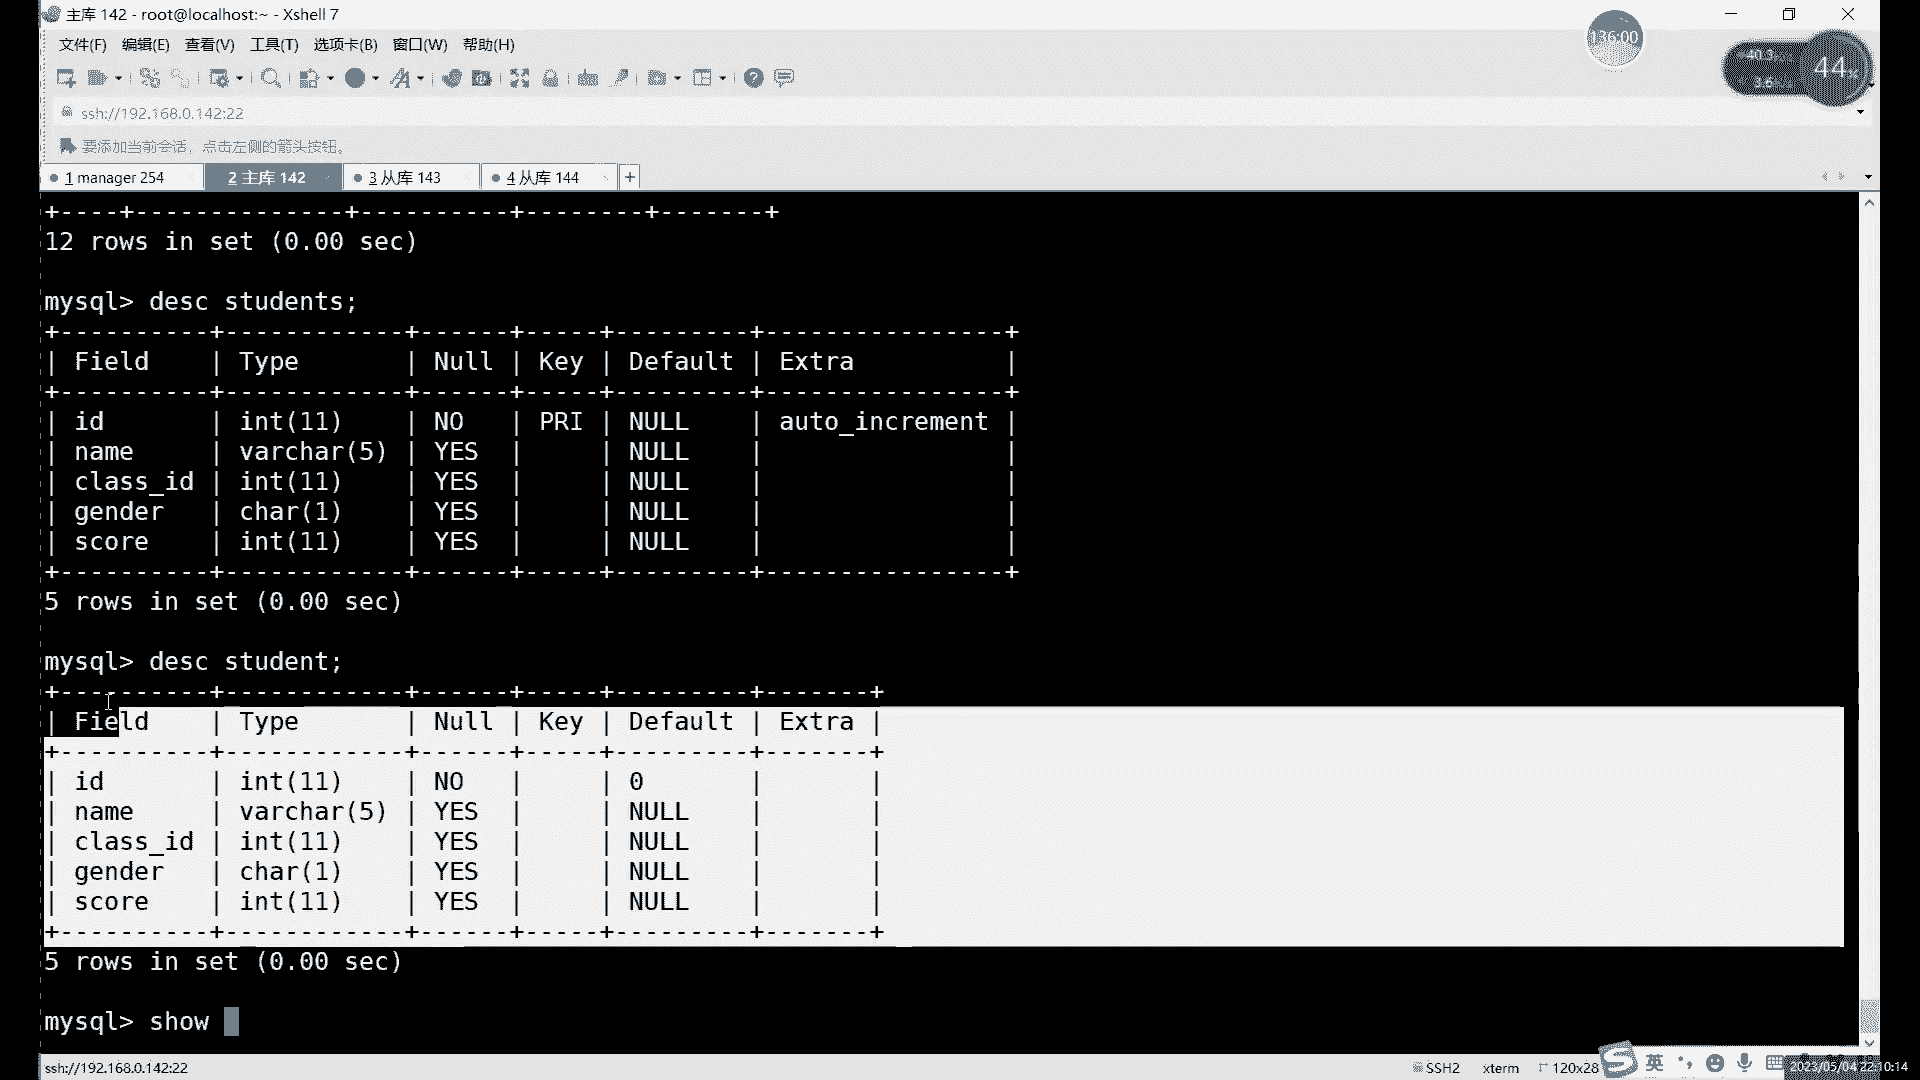 主库 142 - root@localhost:~ - Xshell 7
文件(F) 编辑(E) 查看(V) 工具(T) 选项卡(B) 窗口(W) 帮助(H)
136:00
44%
ssh://192.168.0.142:22
要添加当前会话，点击左侧的箭头按钮。
1 manager 254 2 主库 142 3 从库 143 4 从库 144 +
+----+--------------+----------+--------+-------+
12 rows in set (0.00 sec)
mysql> desc students;
+----------+------------+------+-----+---------+----------------+
| Field    | Type       | Null | Key | Default | Extra          |
+----------+------------+------+-----+---------+----------------+
| id       | int(11)    | NO   | PRI | NULL    | auto_increment |
| name     | varchar(5) | YES  |     | NULL    |                |
| class_id | int(11)    | YES  |     | NULL    |                |
| gender   | char(1)    | YES  |     | NULL    |                |
| score    | int(11)    | YES  |     | NULL    |                |
+----------+------------+------+-----+---------+----------------+
5 rows in set (0.00 sec)
mysql> desc student;
+----------+------------+------+-----+---------+-------+
| Field    | Type       | Null | Key | Default | Extra |
+----------+------------+------+-----+---------+-------+
| id       | int(11)    | NO   |     | 0       |       |
| name     | varchar(5) | YES  |     | NULL    |       |
| class_id | int(11)    | YES  |     | NULL    |       |
| gender   | char(1)    | YES  |     | NULL    |       |
| score    | int(11)    | YES  |     | NULL    |       |
+----------+------------+------+-----+---------+-------+
5 rows in set (0.00 sec)
mysql> show
ssh://192.168.0.142:22 SSH2 xterm 120x28 英 2023/05/04 22:10:14